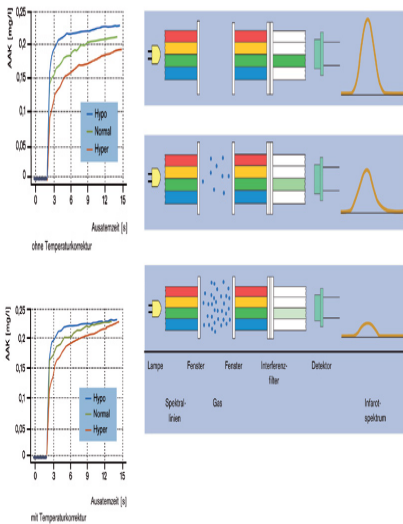 AAK [mg/l]
0,25
0,2
0,15
0,1
0,05
0
Hypo
Normal
Hyper
0 3 6 9 12 15
Ausatemzeit [s]
ohne Temperaturkorrektur
AAK [mg/l]
0,25
0,2
0,15
0,1
0,05
0
Hypo
Normal
Hyper
0 3 6 9 12 15
Ausatemzeit [s]
mit Temperaturkorrektur
Lampe Fenster Fenster Interferenz- Detektor
filter
Spektral- Gas Infarot-
linien spektrum